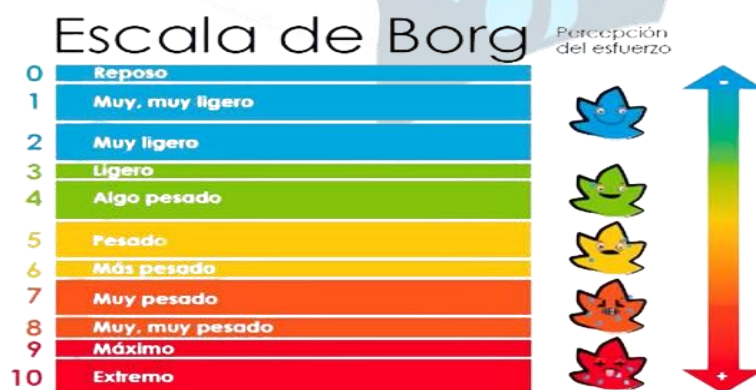 Escala de Borg
Percepción
del esfuerzo
0 Reposo
1 Muy, muy ligero
2 Muy ligero
3 Ligero
4 Algo pesado
5 Pesado
6 Más pesado
7 Muy pesado
8 Muy, muy pesado
9 Máximo
10 Extremo
-
+